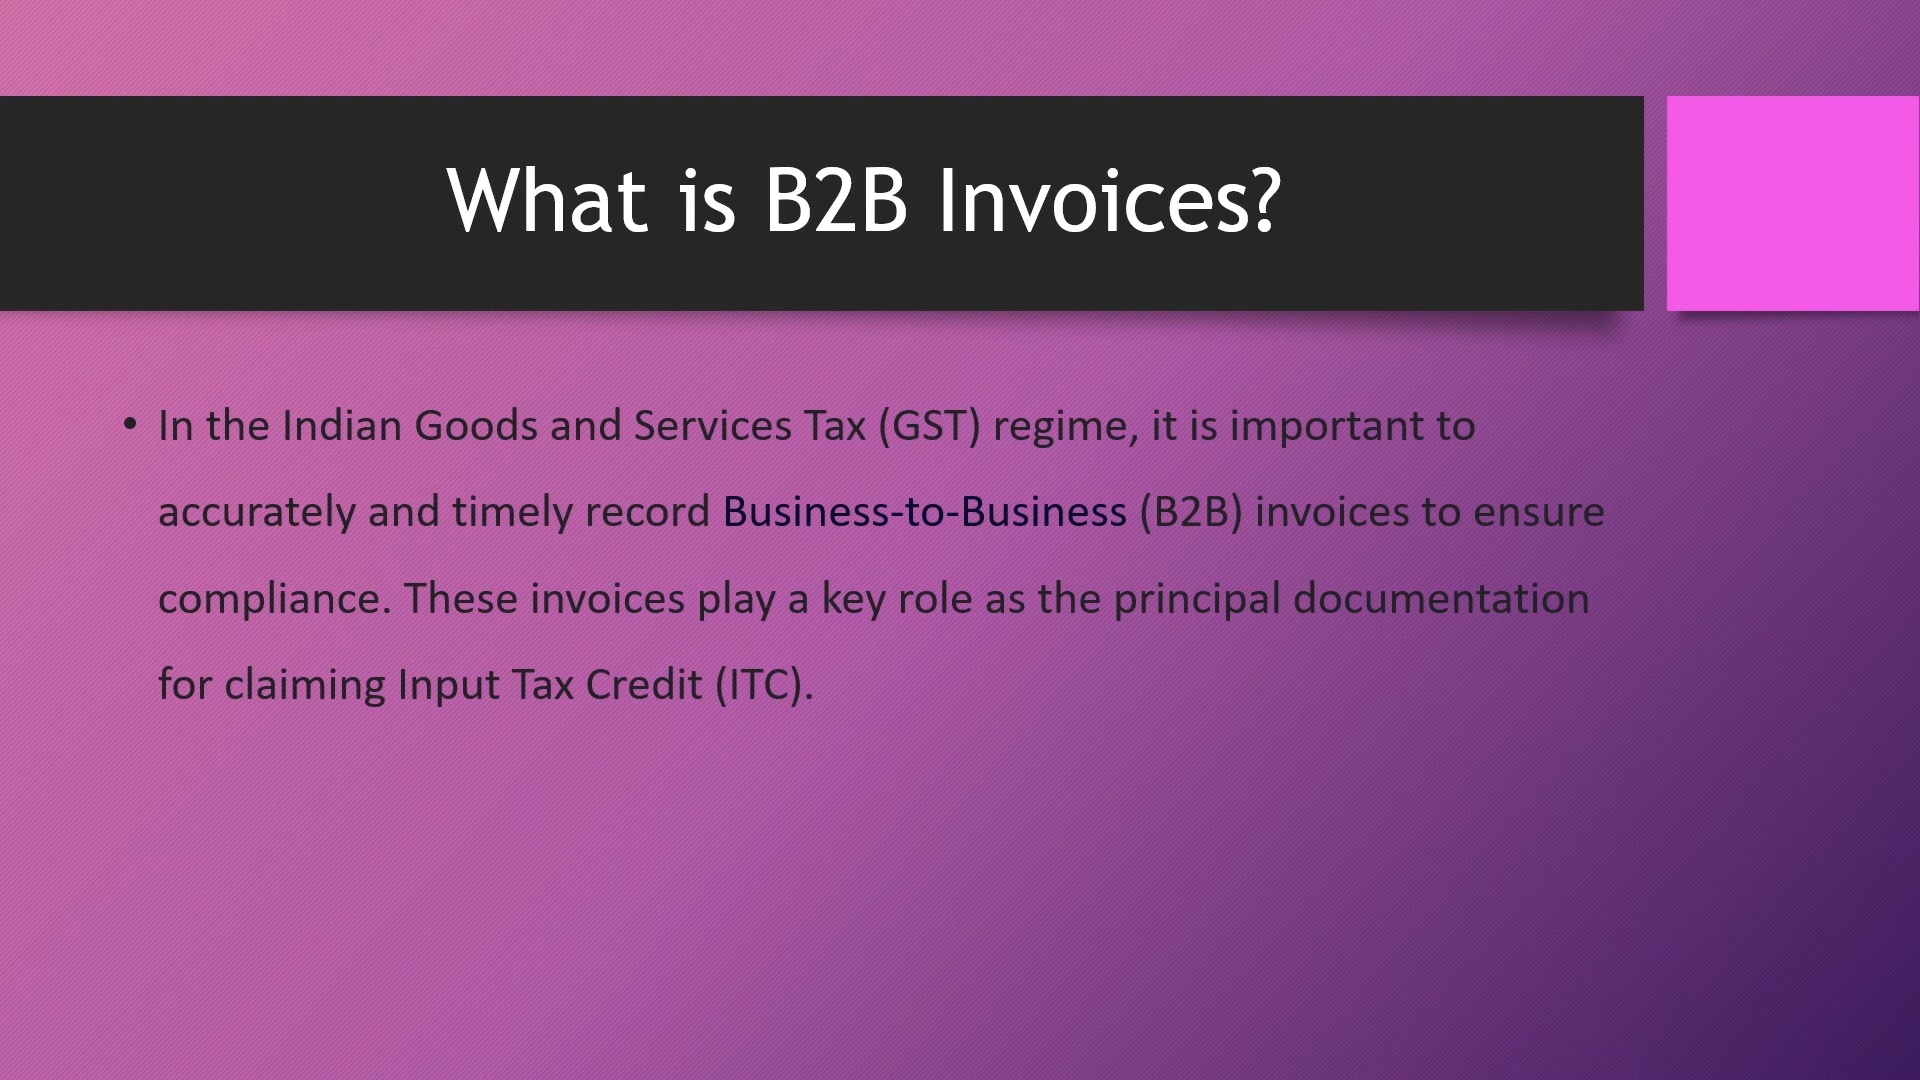 What is B2B Invoices?
• In the Indian Goods and Services Tax (GST) regime, it is important to
accurately and timely record Business-to-Business (B2B) invoices to ensure
compliance. These invoices play a key role as the principal documentation
for claiming Input Tax Credit (ITC).